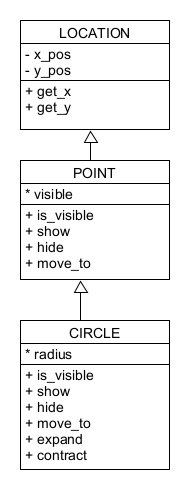 LOCATION
- x_pos
- y_pos
+ get_x
+ get_y
POINT
* visible
+ is_visible
+ show
+ hide
+ move_to
CIRCLE
* radius
+ is_visible
+ show
+ hide
+ move_to
+ expand
+ contract